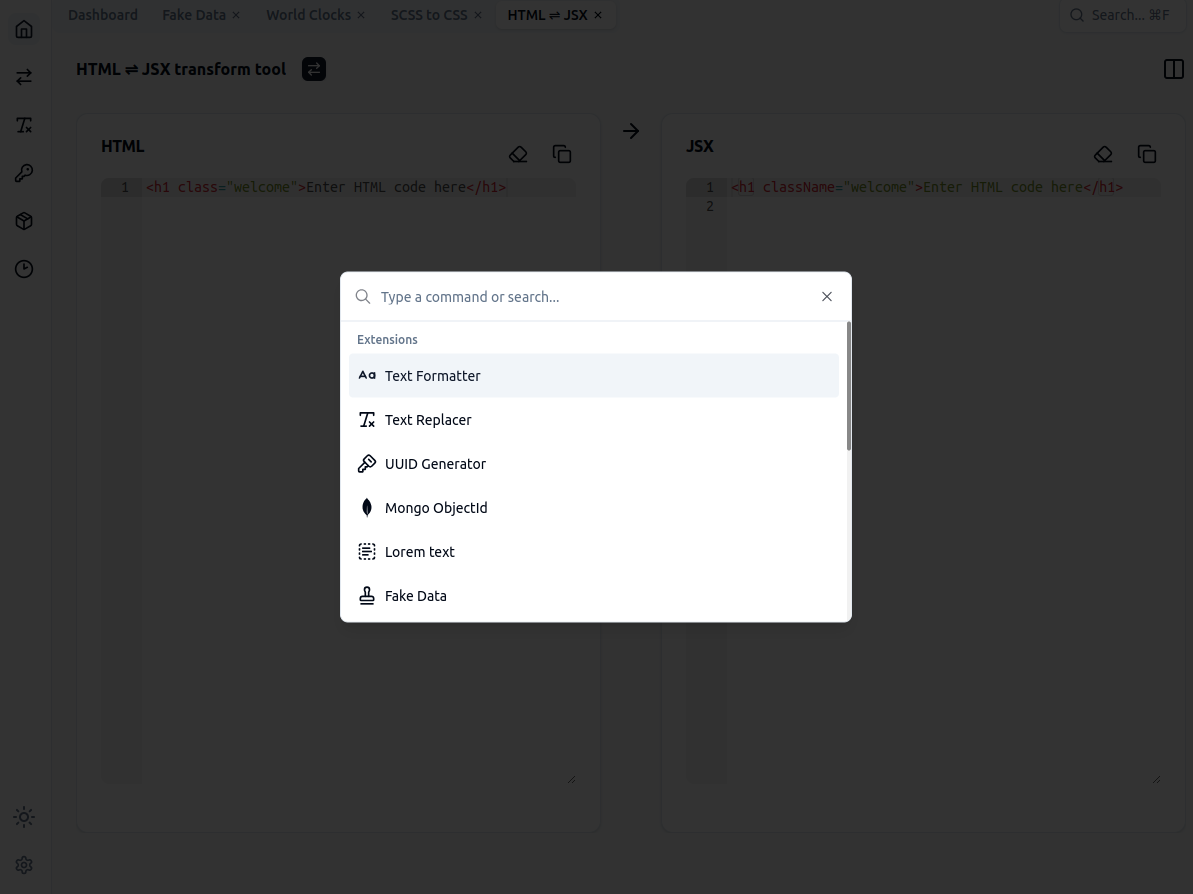 Dashboard Fake Data × World Clocks × SCSS to CSS × HTML ⇌ JSX × Search... ⌘F
HTML ⇌ JSX transform tool
HTML
1 <h1 class="welcome">Enter HTML code here</h1>
JSX
1 <h1 className="welcome">Enter HTML code here</h1>
2
Type a command or search...
Extensions
Aa Text Formatter
Text Replacer
UUID Generator
Mongo ObjectId
Lorem text
Fake Data